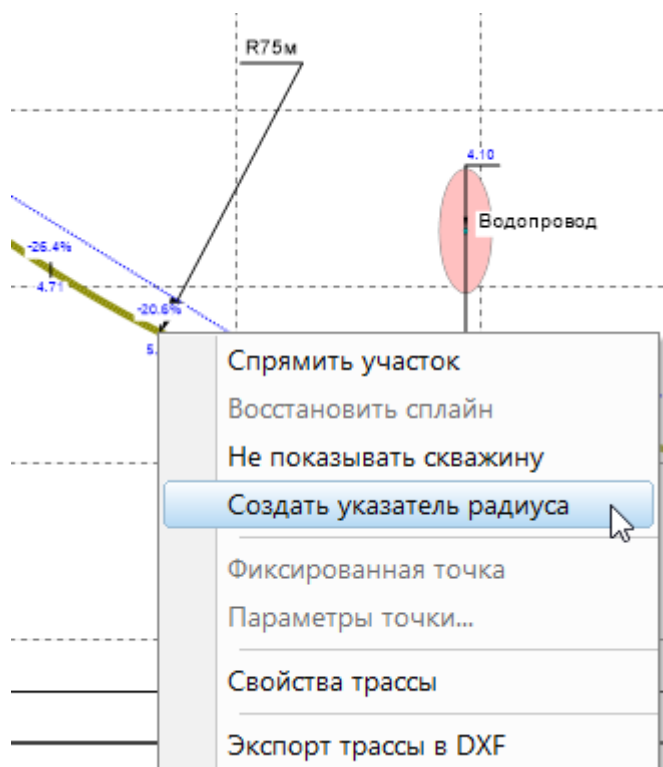 R75м
4.10
Водопровод
-26.4%
4.71
-20.6%
5.
Спрямить участок
Восстановить сплайн
Не показывать скважину
Создать указатель радиуса
Фиксированная точка
Параметры точки...
Свойства трассы
Экспорт трассы в DXF